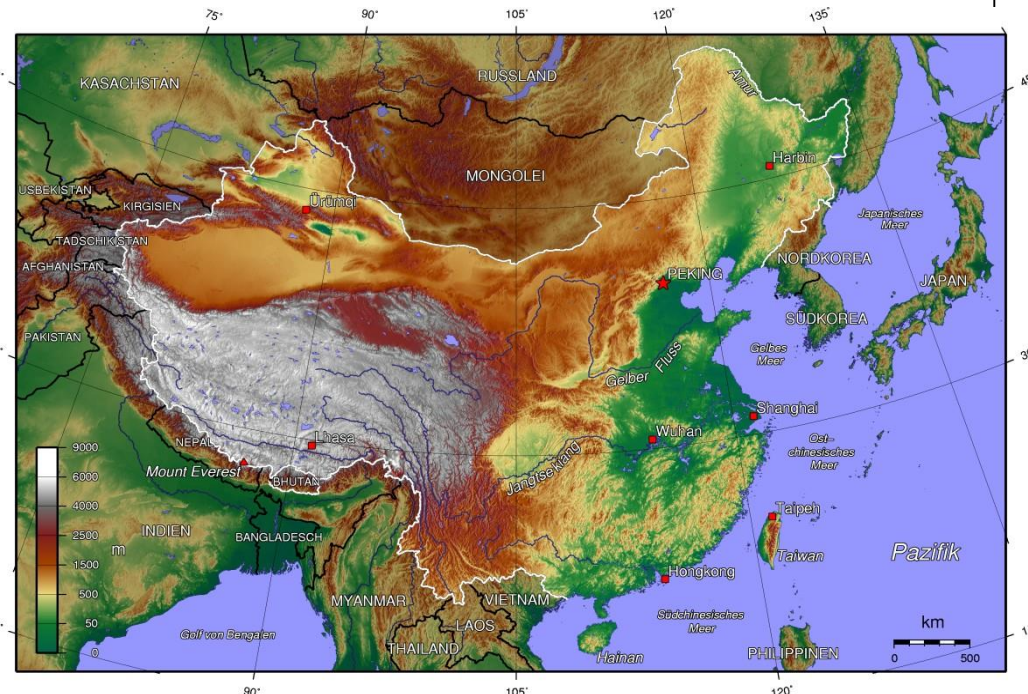 75°
90°
105°
120°
135°
KASACHSTAN
RUSSLAND
Amur
Harbin
MONGOLEI
USBEKISTAN
KIRGISIEN
Ürümqi
Japanisches
Meer
TADSCHIKISTAN
AFGHANISTAN
NORDKOREA
PEKING
JAPAN
PAKISTAN
SÜDKOREA
Gelbes
Meer
Gelber Fluss
Shanghai
Wuhan
Ost-
chinesisches
Meer
Lhasa
NEPAL
Mount Everest
BHUTAN
Jangtsekiang
9000
6000
4000
2500
1500
500
50
0
m
INDIEN
BANGLADESCH
Taipeh
Taiwan
Pazifik
Hongkong
MYANMAR
VIETNAM
LAOS
Südchinesisches
Meer
Golf von Bengalen
THAILAND
Hainan
PHILIPPINEN
km
0
500
90°
105°
120°